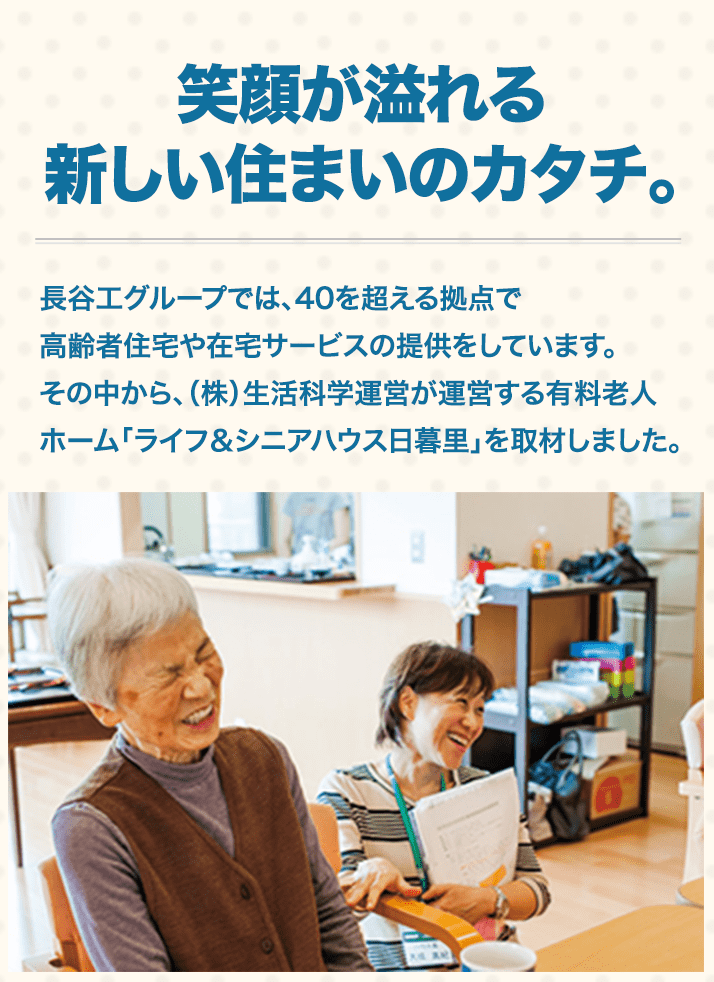 笑顔が溢れる
新しい住まいのカタチ。
長谷工グループでは、40を超える拠点で
高齢者住宅や在宅サービスの提供をしています。
その中から、（株）生活科学運営が運営する有料老人
ホーム「ライフ＆シニアハウス日暮里」を取材しました。